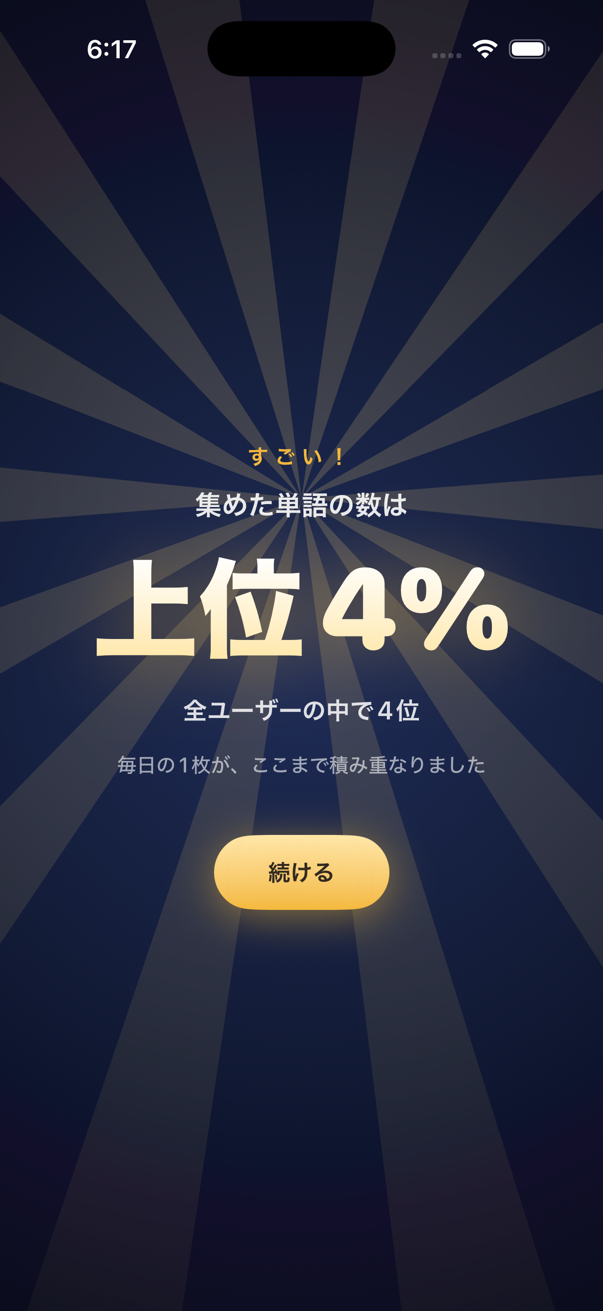 6:17
すごい！
集めた単語の数は
上位4%
全ユーザーの中で4位
毎日の1枚が、ここまで積み重なりました
続ける